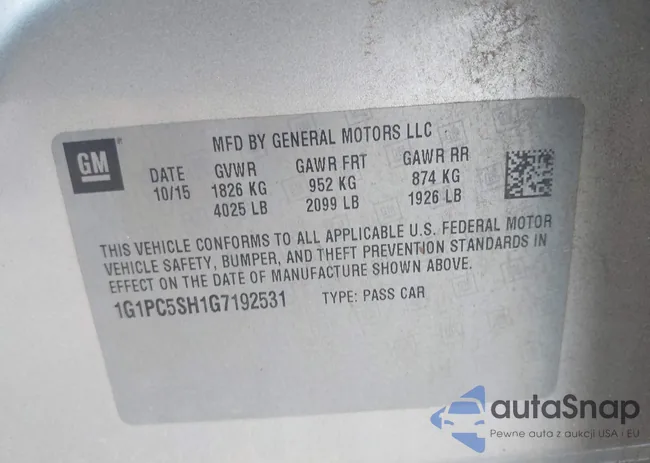 GM
MFD BY GENERAL MOTORS LLC
DATE GVWR GAWR FRT GAWR RR
10/15 1826 KG 952 KG 874 KG
4025 LB 2099 LB 1926 LB
THIS VEHICLE CONFORMS TO ALL APPLICABLE U.S. FEDERAL MOTOR
VEHICLE SAFETY, BUMPER, AND THEFT PREVENTION STANDARDS IN
EFFECT ON THE DATE OF MANUFACTURE SHOWN ABOVE.
1G1PC5SH1G7192531 TYPE: PASS CAR
autaSnap
Pewne auta z aukcji USA i EU